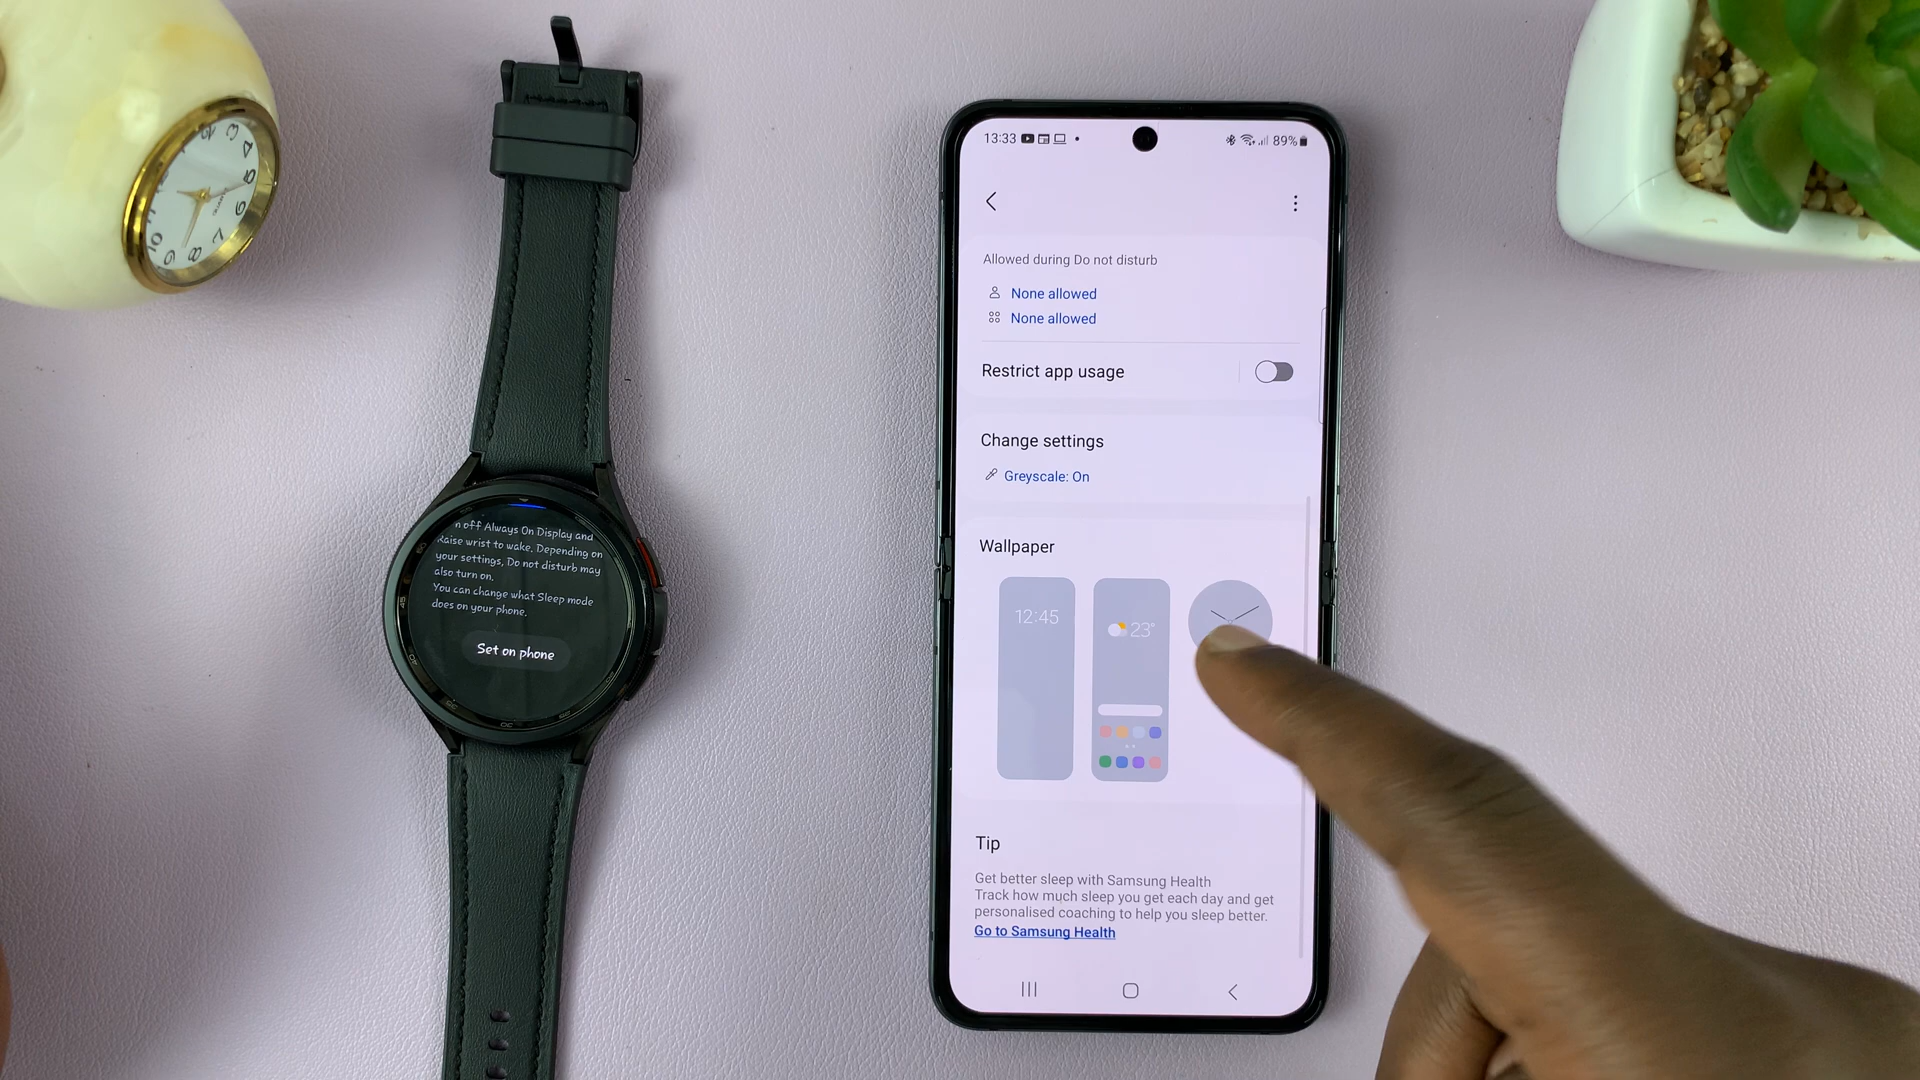 n off Always On Display and
Raise wrist to wake. Depending on
your settings, Do not disturb may
also turn on.
You can change what Sleep mode
does on your phone.
Set on phone
13:33
89%
Allowed during Do not disturb
None allowed
None allowed
Restrict app usage
Change settings
Greyscale: On
Wallpaper
12:45
23°
Tip
Get better sleep with Samsung Health
Track how much sleep you get each day and get
personalised coaching to help you sleep better.
Go to Samsung Health